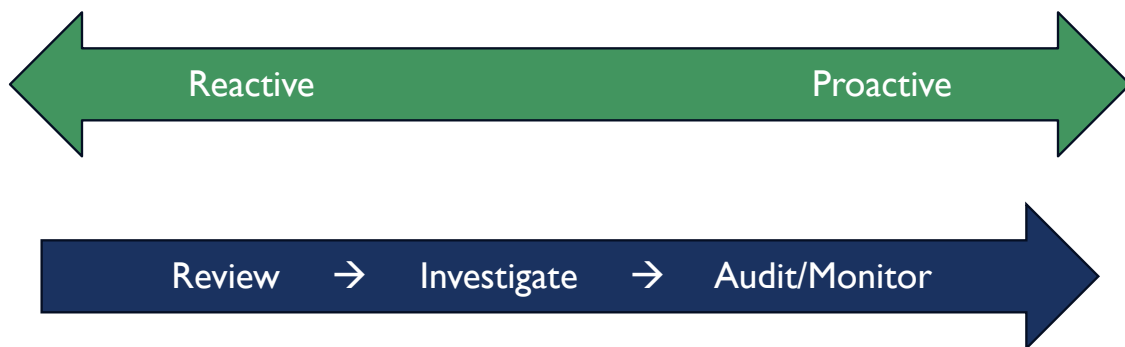 Reactive Proactive
Review → Investigate → Audit/Monitor